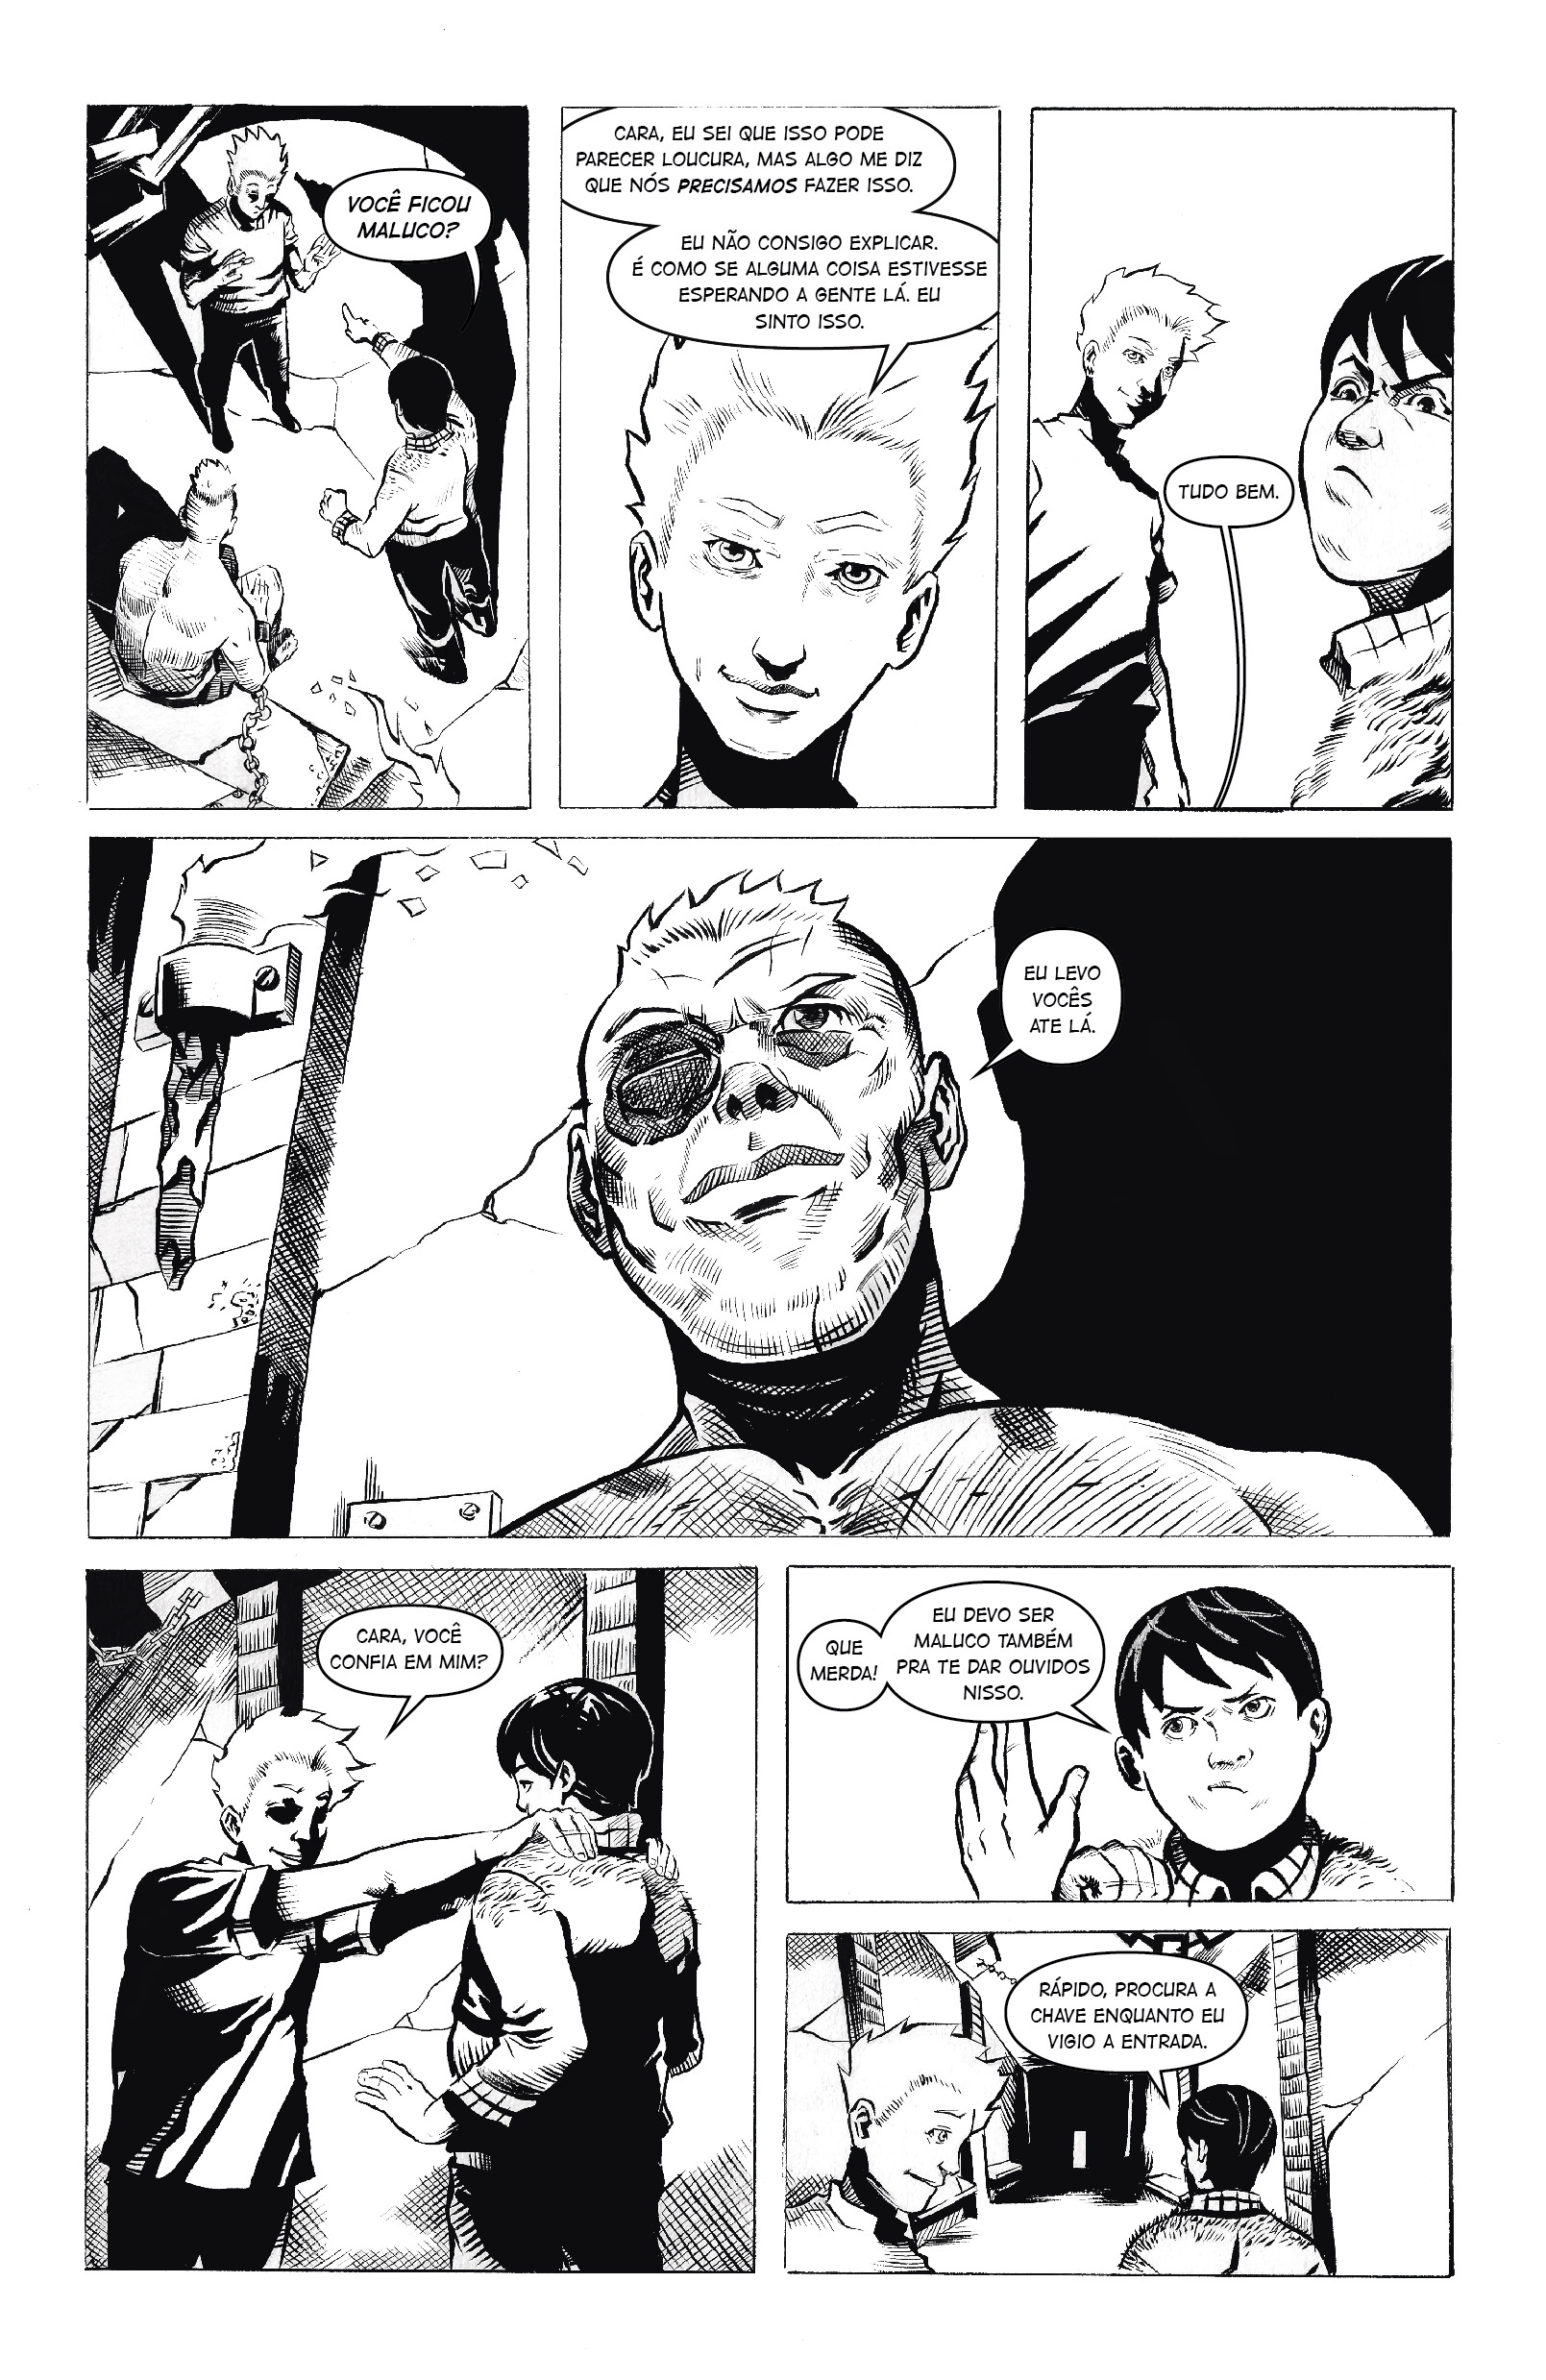 VOCÊ FICOU
MALUCO?
CARA, EU SEI QUE ISSO PODE
PARECER LOUCURA, MAS ALGO ME DIZ
QUE NÓS PRECISAMOS FAZER ISSO.
EU NÃO CONSIGO EXPLICAR.
É COMO SE ALGUMA COISA ESTIVESSE
ESPERANDO A GENTE LÁ. EU
SINTO ISSO.
TUDO BEM.
EU LEVO
VOCÊS
ATE LÁ.
CARA, VOCÊ
CONFIA EM MIM?
QUE
MERDA!
EU DEVO SER
MALUCO TAMBÉM
PRA TE DAR OUVIDOS
NISSO.
RÁPIDO, PROCURA A
CHAVE ENQUANTO EU
VIGIO A ENTRADA.